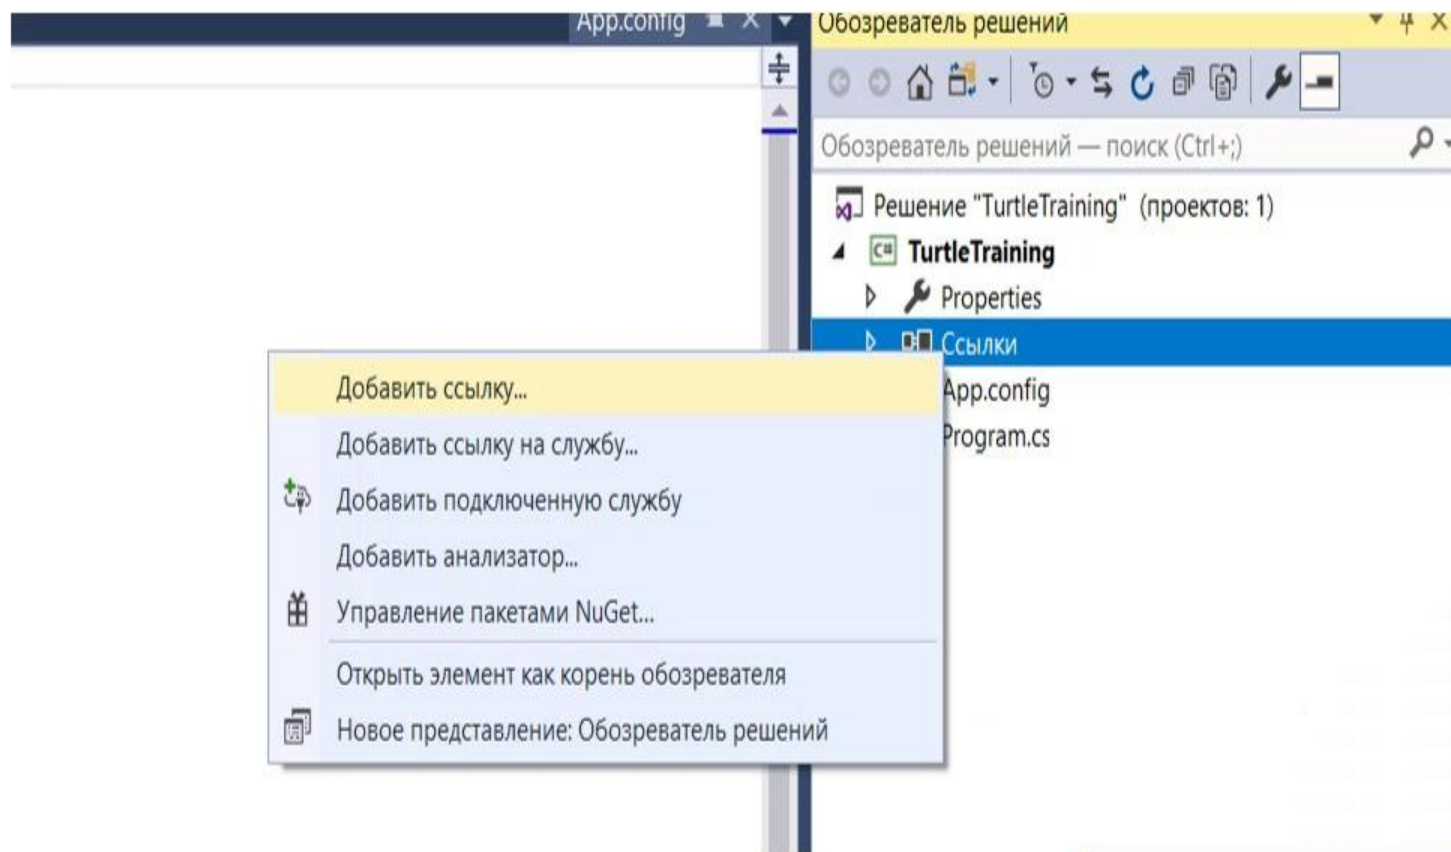 App.config
Обозреватель решений
Обозреватель решений — поиск (Ctrl+;)
Решение "TurtleTraining" (проектов: 1)
C#
TurtleTraining
Properties
Ссылки
App.config
Program.cs
Добавить ссылку...
Добавить ссылку на службу...
Добавить подключенную службу
Добавить анализатор...
Управление пакетами NuGet...
Открыть элемент как корень обозревателя
Новое представление: Обозреватель решений